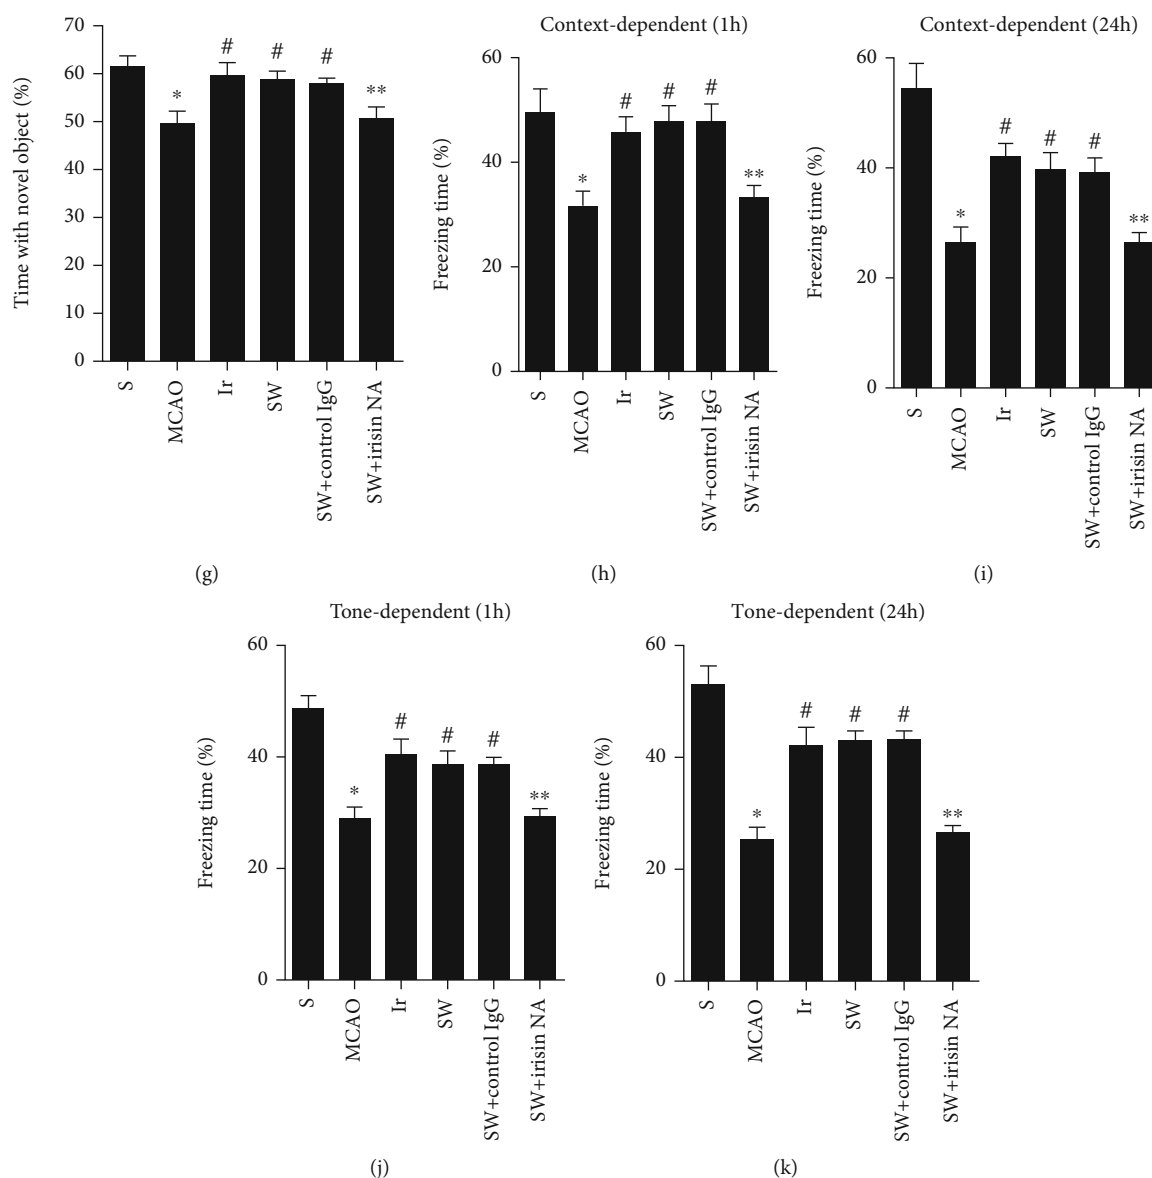 Time with novel object (%)
70
60
50
40
30
20
10
0
*
#
#
#
**
S
MCAO
Ir
SW
SW+control IgG
SW+irisin NA
(g)
Context-dependent (1h)
Freezing time (%)
60
40
20
0
*
#
#
#
**
S
MCAO
Ir
SW
SW+control IgG
SW+irisin NA
(h)
Context-dependent (24h)
Freezing time (%)
60
40
20
0
*
#
#
#
**
S
MCAO
Ir
SW
SW+control IgG
SW+irisin NA
(i)
Tone-dependent (1h)
Freezing time (%)
60
40
20
0
*
#
#
#
**
S
MCAO
Ir
SW
SW+control IgG
SW+irisin NA
(j)
Tone-dependent (24h)
Freezing time (%)
60
40
20
0
*
#
#
#
**
S
MCAO
Ir
SW
SW+control IgG
SW+irisin NA
(k)